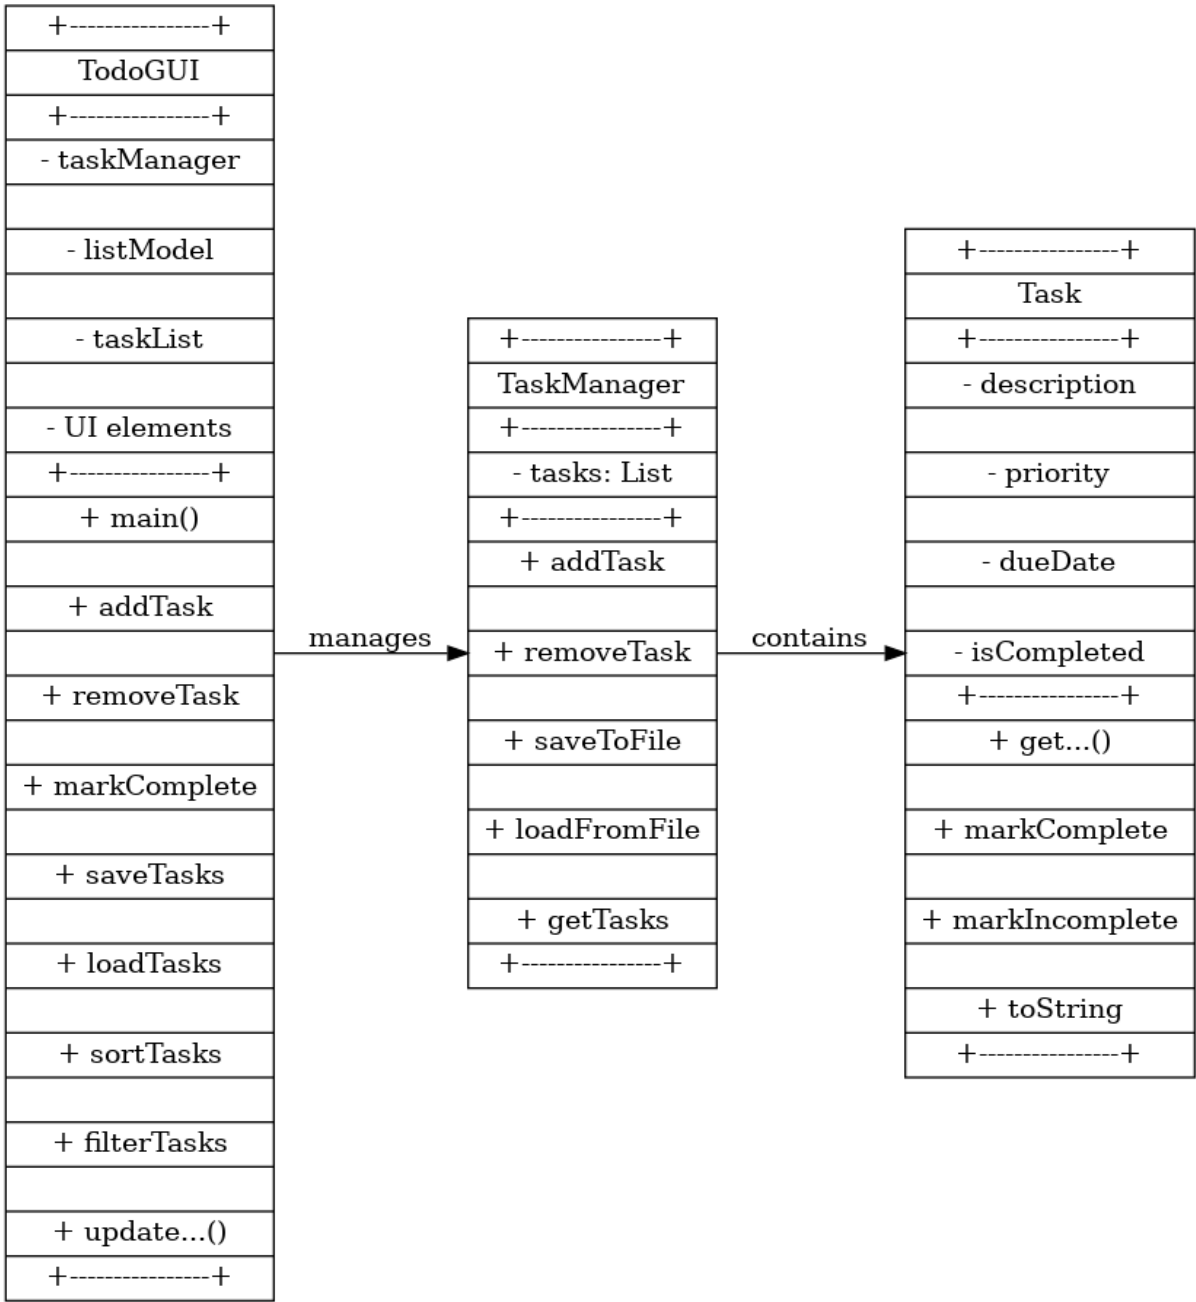 +----------------+
TodoGUI
+----------------+
- taskManager
- listModel
- taskList
- UI elements
+----------------+
+ main()
+ addTask
+ removeTask
+ markComplete
+ saveTasks
+ loadTasks
+ sortTasks
+ filterTasks
+ update...()
+----------------+
manages
+----------------+
TaskManager
+----------------+
- tasks: List
+----------------+
+ addTask
+ removeTask
+ saveToFile
+ loadFromFile
+ getTasks
+----------------+
contains
+----------------+
Task
+----------------+
- description
- priority
- dueDate
- isCompleted
+----------------+
+ get...()
+ markComplete
+ markIncomplete
+ toString
+----------------+